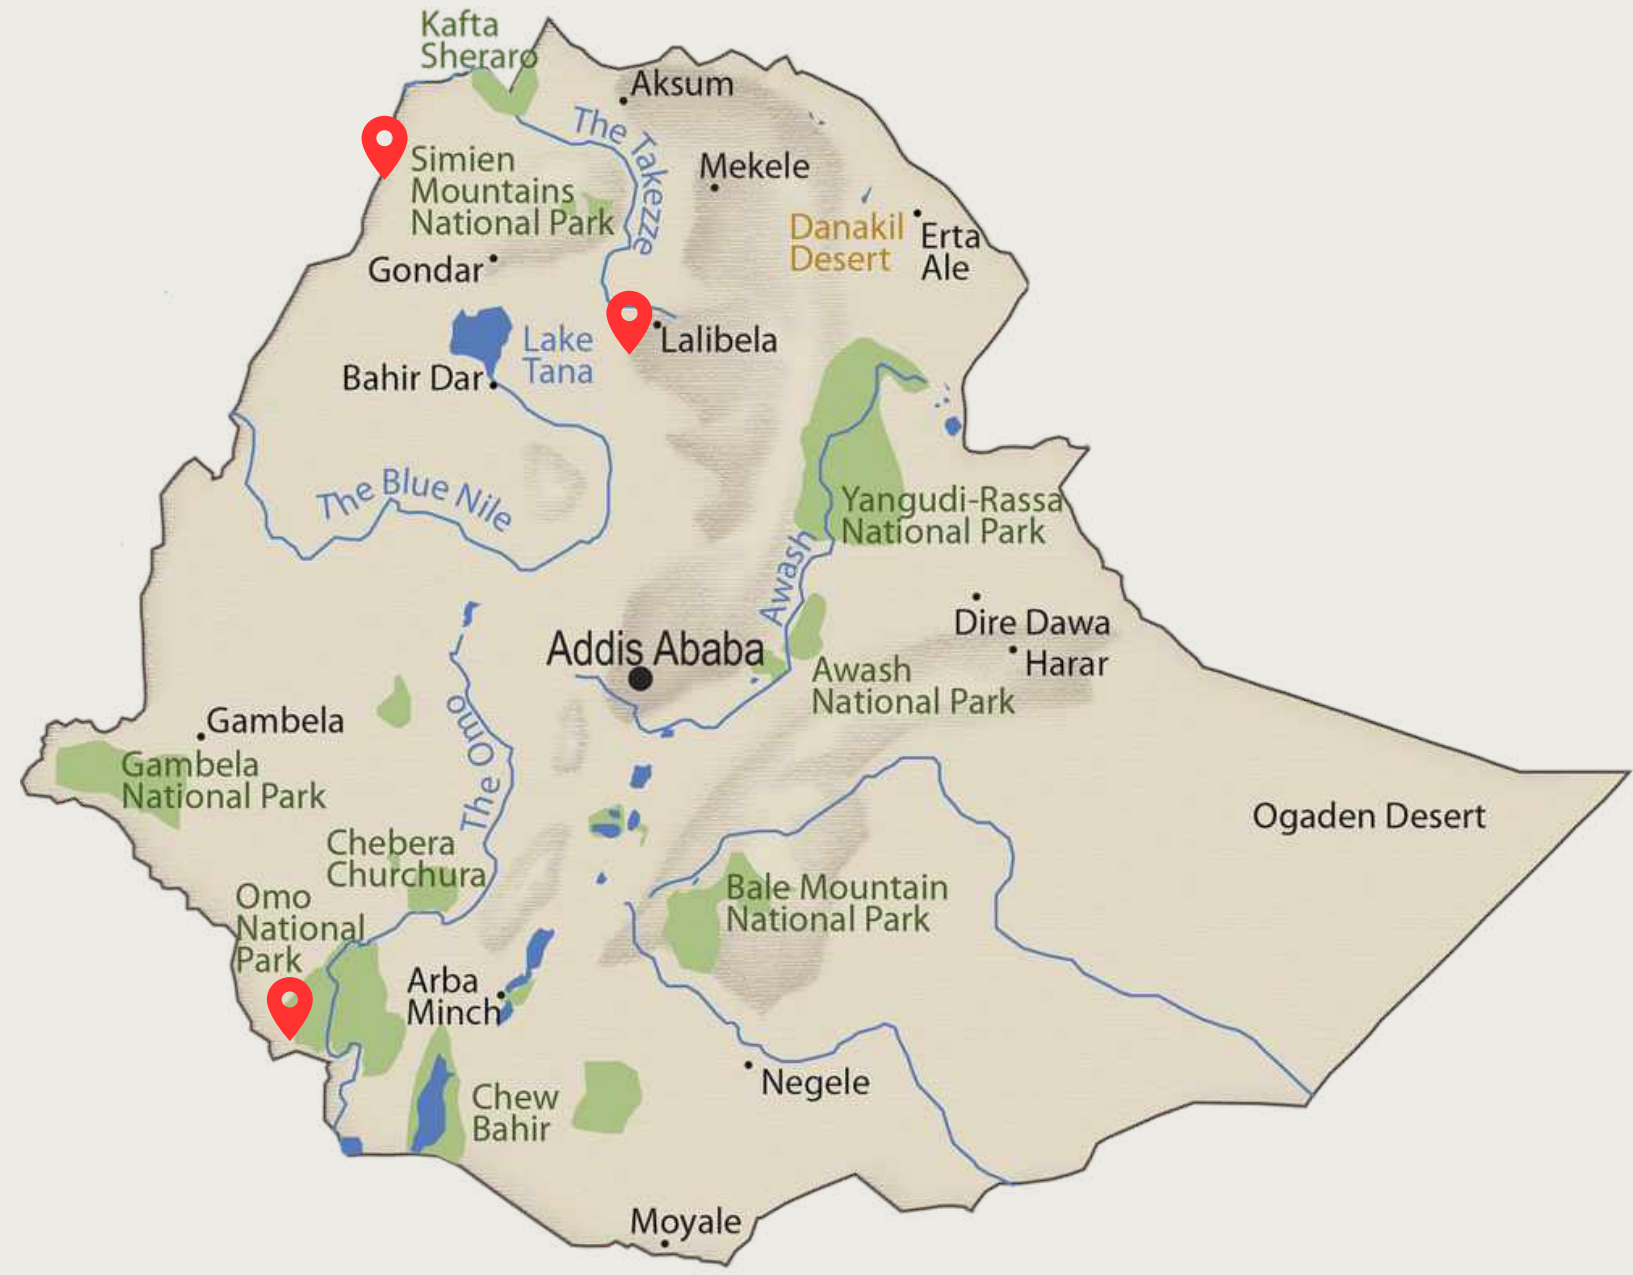 Kafta
Sheraro
Aksum
The Takezze
Simien
Mountains
National Park
Mekele
Danakil
Desert
Erta
Ale
Gondar
Lake
Tana
Lalibela
Bahir Dar
The Blue Nile
Yangudi-Rassa
National Park
Awash
Dire Dawa
Addis Ababa
Harar
Awash
National Park
Gambela
The Omo
Gambela
National Park
Ogaden Desert
Chebera
Churchura
Omo
National
Park
Bale Mountain
National Park
Arba
Minch
Negele
Chew
Bahir
Moyale